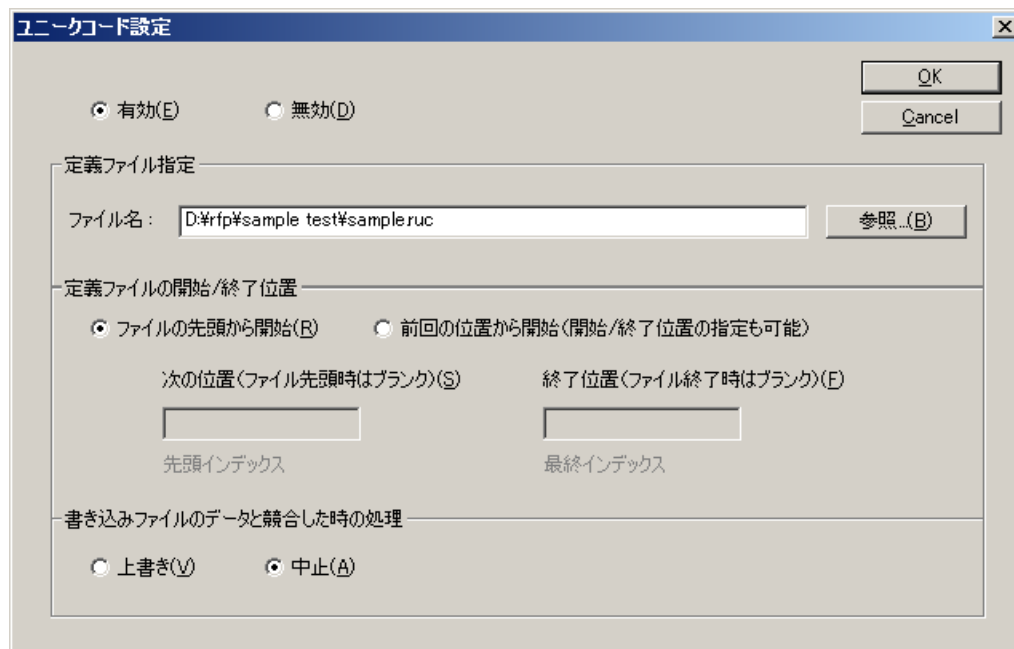 ユニークコード設定
OK
有効(E) 無効(D)
Cancel
定義ファイル指定
ファイル名: D:¥rfp¥sample test¥sample.ruc 参照...(B)
定義ファイルの開始/終了位置
ファイルの先頭から開始(R) 前回の位置から開始(開始/終了位置の指定も可能)
次の位置(ファイル先頭時はブランク)(S) 終了位置(ファイル終了時はブランク)(F)
先頭インデックス 最終インデックス
書き込みファイルのデータと競合した時の処理
上書き(V) 中止(A)